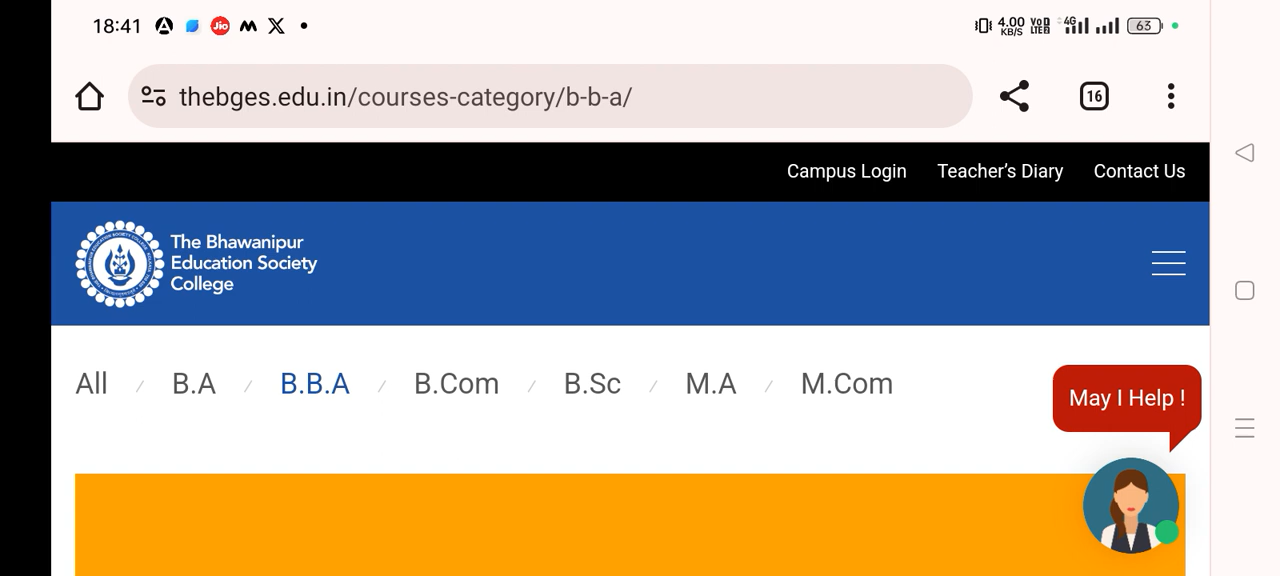 18:41
4.00 KB/S
4G
63
thebges.edu.in/courses-category/b-b-a/
16
Campus Login Teacher's Diary Contact Us
The Bhawanipur
Education Society
College
All / B.A / B.B.A / B.Com / B.Sc / M.A / M.Com
May I Help !